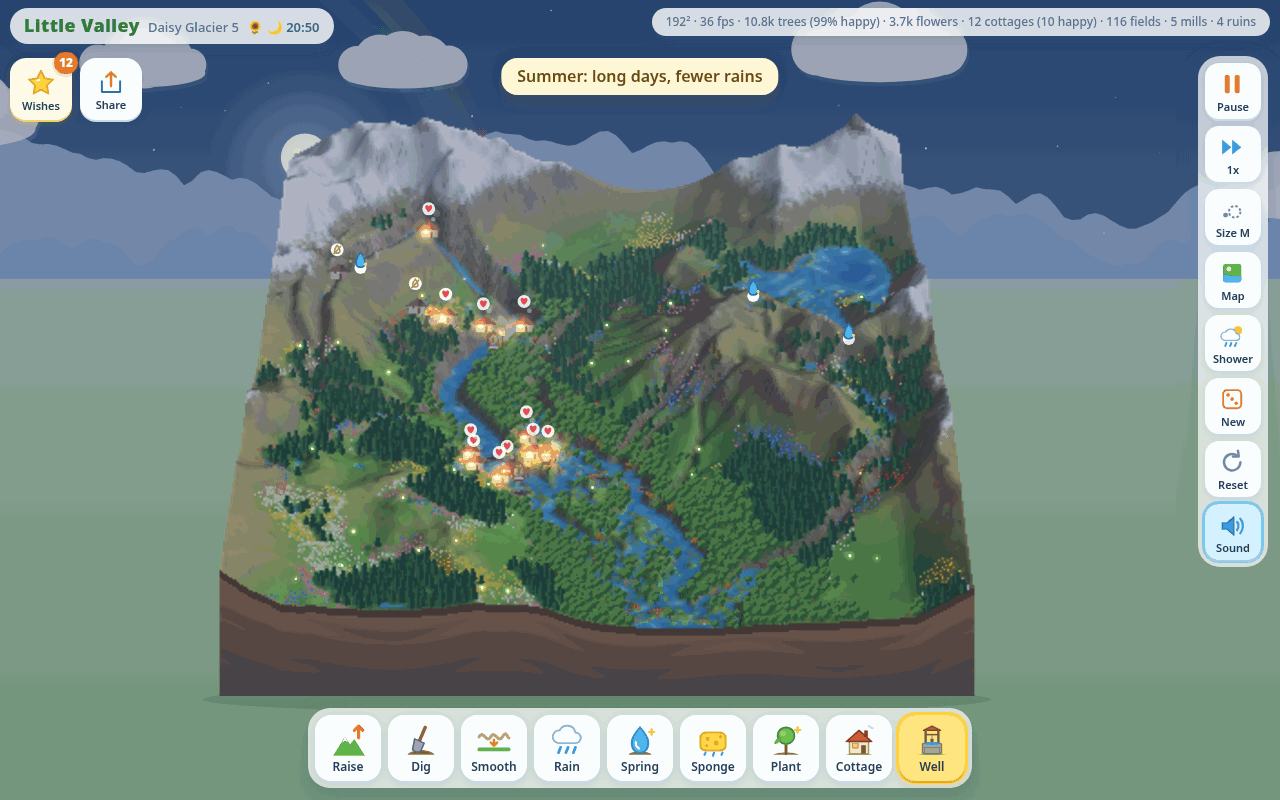 Little Valley Daisy Glacier 5 20:50
192² · 36 fps · 10.8k trees (99% happy) · 3.7k flowers · 12 cottages (10 happy) · 116 fields · 5 mills · 4 ruins
12
Wishes
Share
Summer: long days, fewer rains
Pause
1x
Size M
Map
Shower
New
Reset
Sound
Raise
Dig
Smooth
Rain
Spring
Sponge
Plant
Cottage
Well